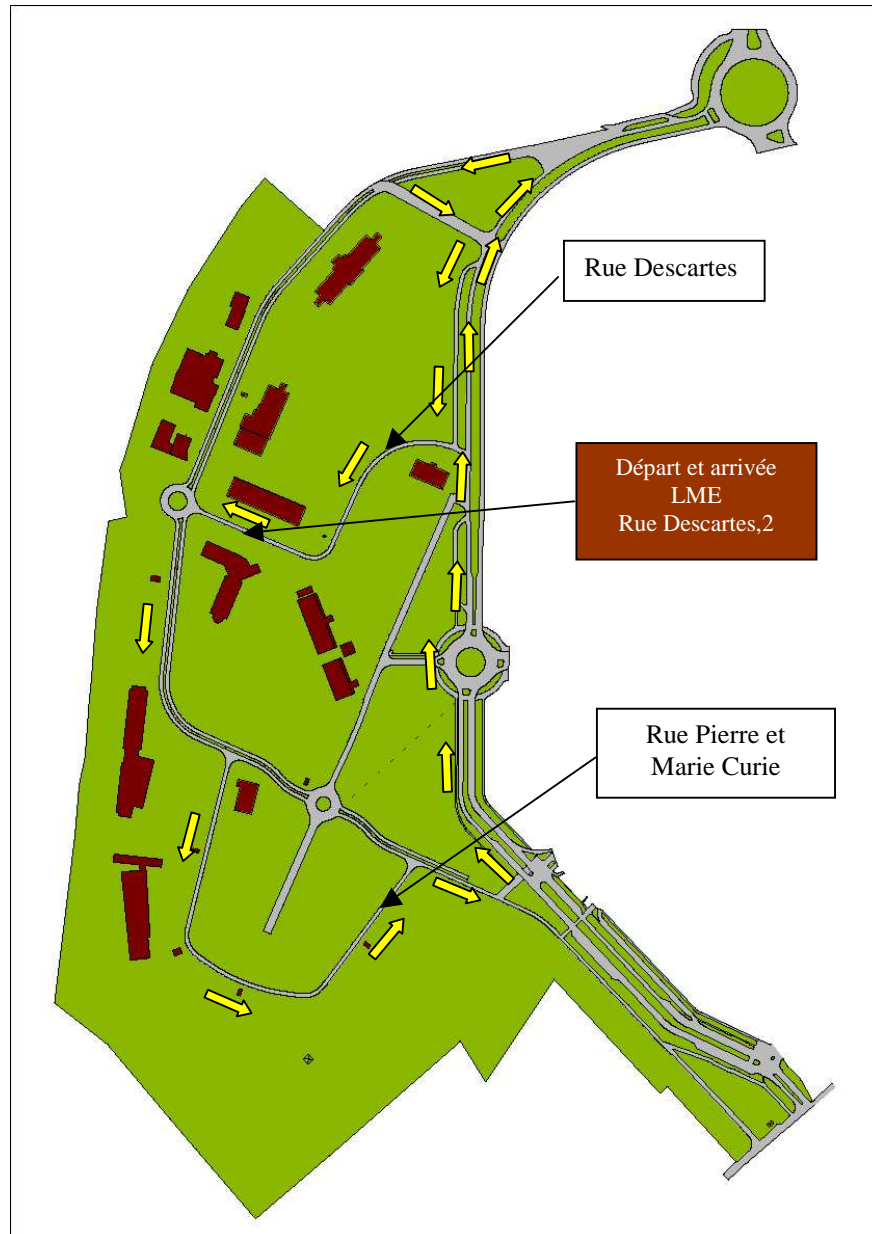 Rue Descartes
Départ et arrivée
LME
Rue Descartes,2
Rue Pierre et
Marie Curie